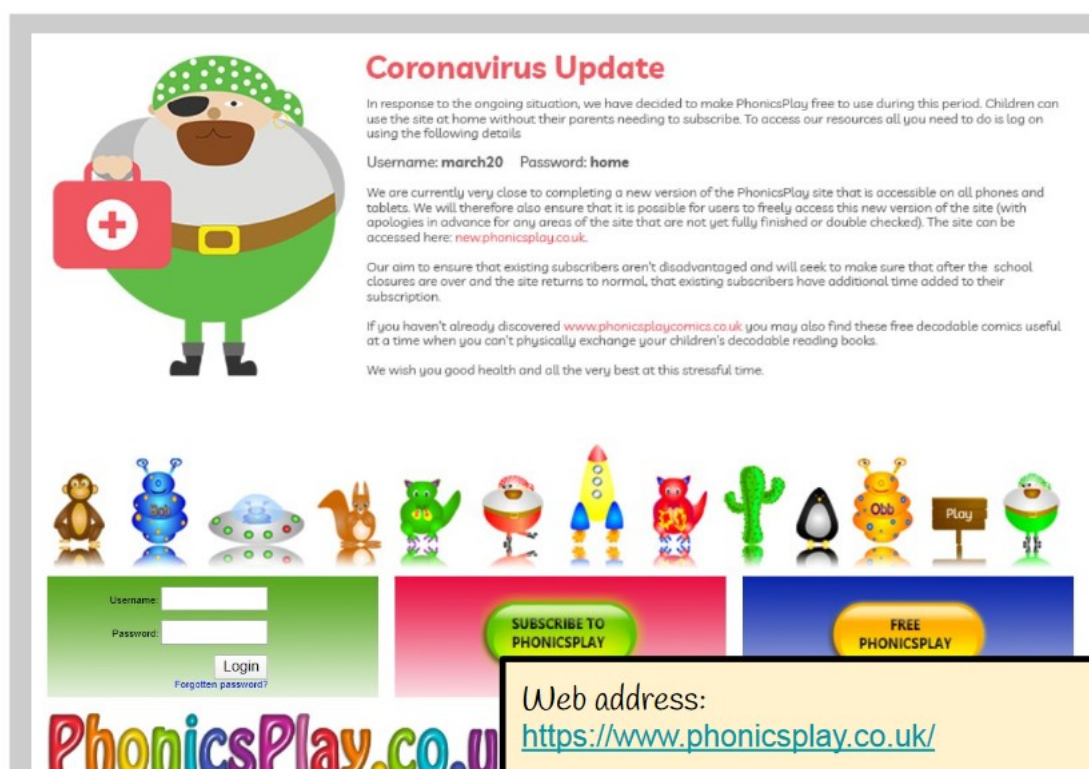 Coronavirus Update
In response to the ongoing situation, we have decided to make PhonicsPlay free to use during this period. Children can
use the site at home without their parents needing to subscribe. To access our resources all you need to do is log on
using the following details
Username: march20 Password: home
We are currently very close to completing a new version of the PhonicsPlay site that is accessible on all phones and
tablets. We will therefore also ensure that it is possible for users to freely access this new version of the site (with
apologies in advance for any areas of the site that are not yet fully finished or double checked). The site can be
accessed here: new.phonicsplay.co.uk.
Our aim to ensure that existing subscribers aren't disadvantaged and will seek to make sure that after the school
closures are over and the site returns to normal, that existing subscribers have additional time added to their
subscription.
If you haven't already discovered www.phonicsplaycomics.co.uk you may also find these free decodable comics useful
at a time when you can't physically exchange your children's decodable reading books.
We wish you good health and all the very best at this stressful time.
Bob
Obb
Play
Username:
Password:
Login
Forgotten password?
SUBSCRIBE TO
PHONICSPLAY
FREE
PHONICSPLAY
PhonicsPlay.co.u
Web address:
https://www.phonicsplay.co.uk/